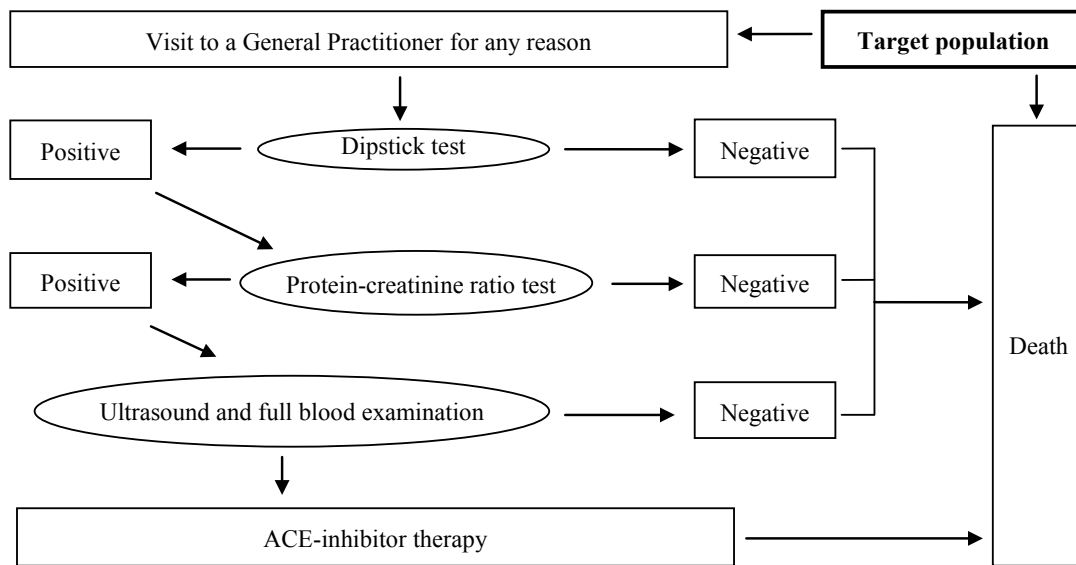 Visit to a General Practitioner for any reason
Target population
Positive
Dipstick test
Negative
Positive
Protein-creatinine ratio test
Negative
Death
Ultrasound and full blood examination
Negative
ACE-inhibitor therapy